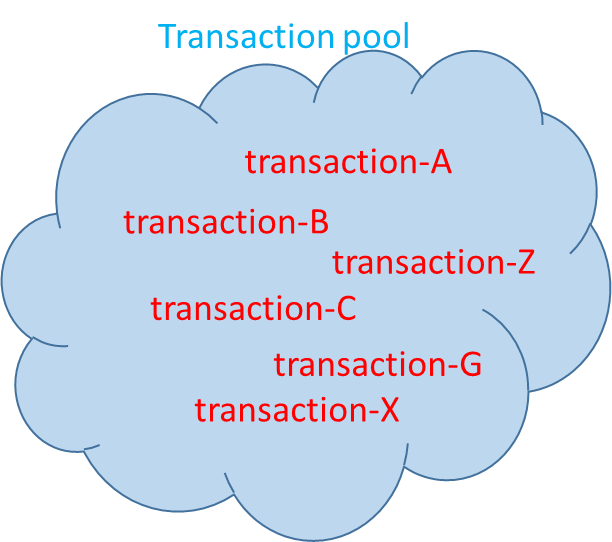 Transaction pool
transaction-A
transaction-B
transaction-Z
transaction-C
transaction-G
transaction-X